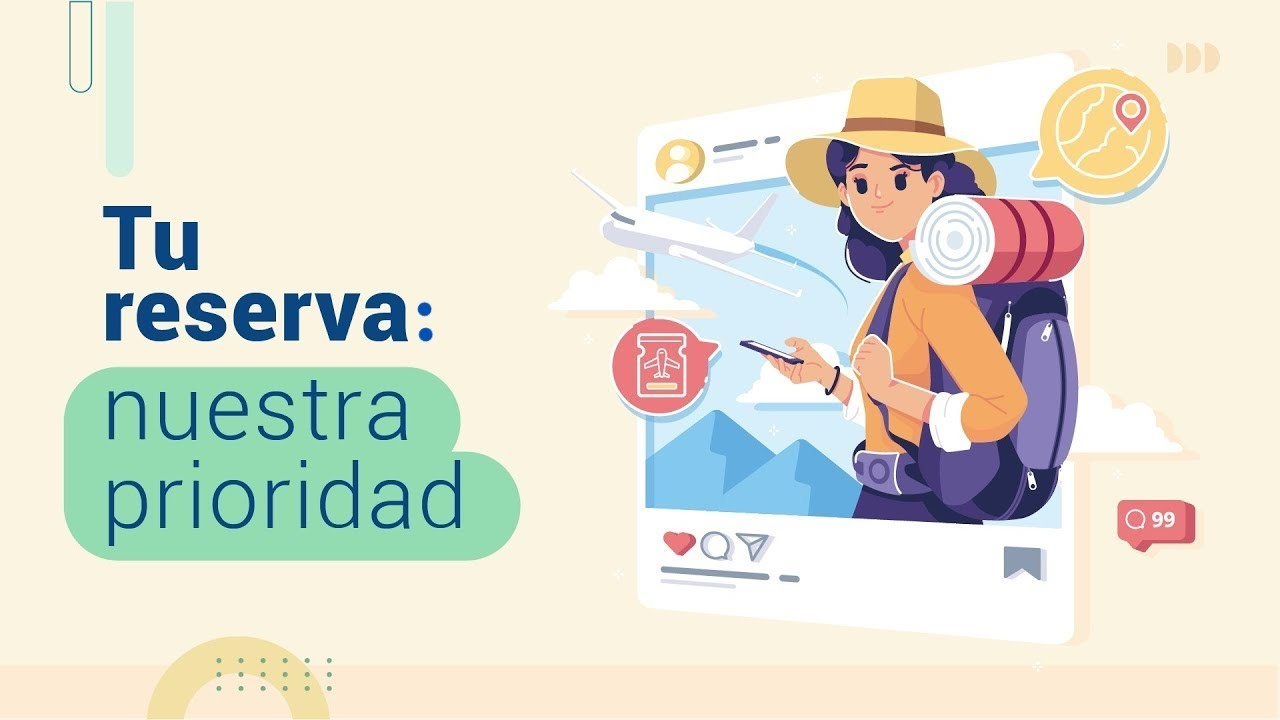 Tu
reserva:
nuestra
prioridad
99